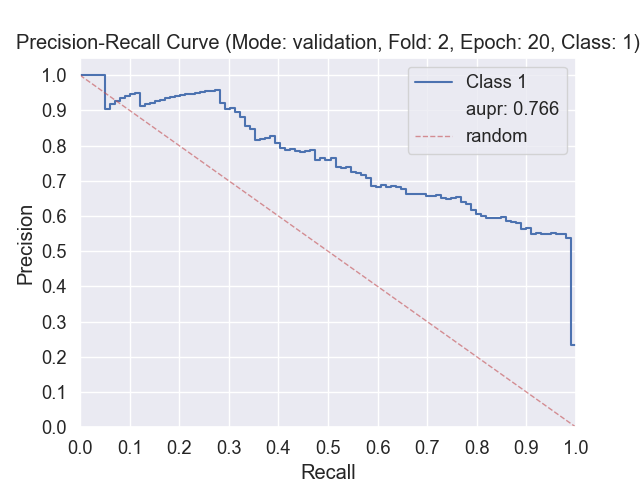 Precision-Recall Curve (Mode: validation, Fold: 2, Epoch: 20, Class: 1)
1.0
0.9
0.8
0.7
0.6
0.5
0.4
0.3
0.2
0.1
0.0
Precision
Class 1
aupr: 0.766
random
0.0 0.1 0.2 0.3 0.4 0.5 0.6 0.7 0.8 0.9 1.0
Recall